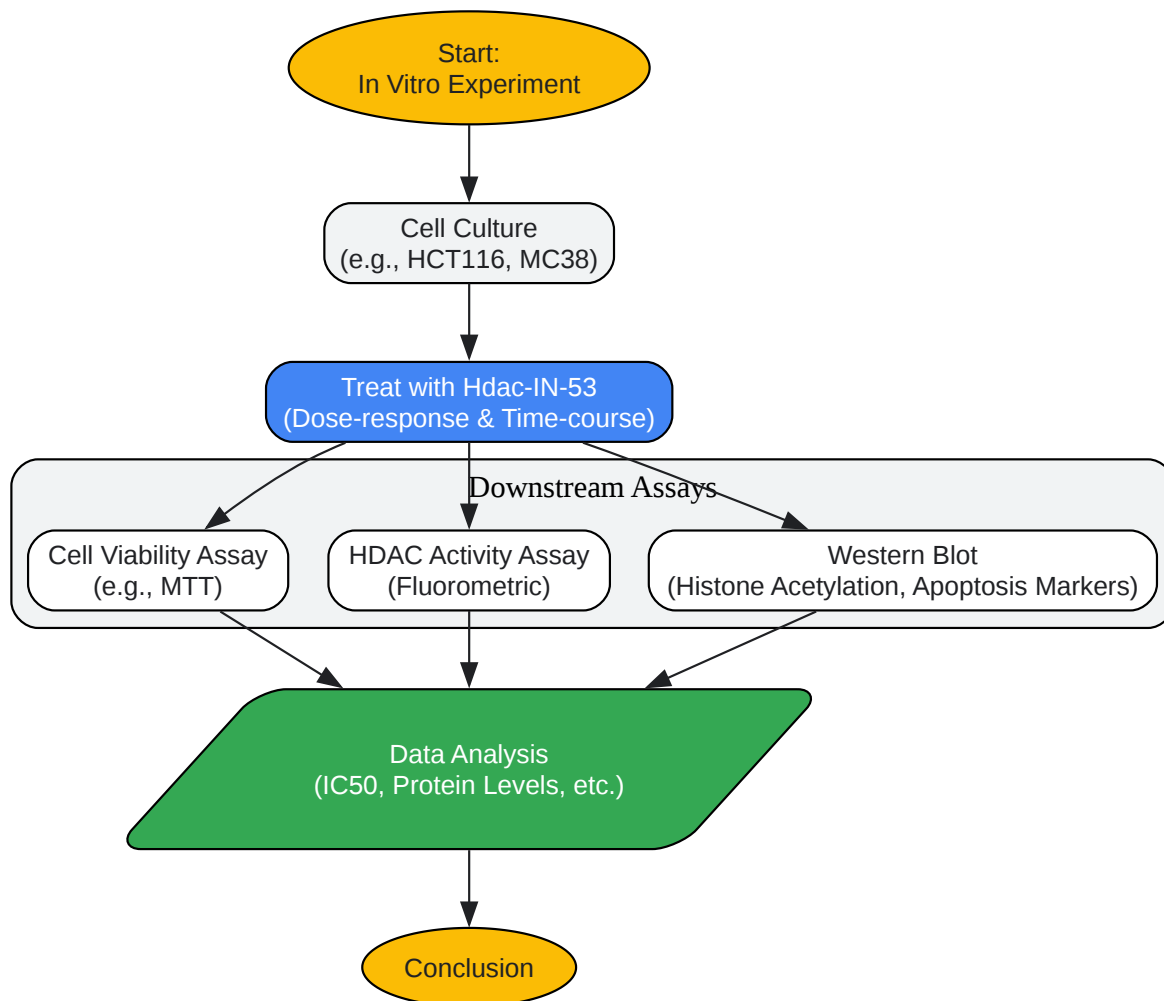 Start:
In Vitro Experiment
Cell Culture
(e.g., HCT116, MC38)
Treat with Hdac-IN-53
(Dose-response & Time-course)
Downstream Assays
Cell Viability Assay
(e.g., MTT)
HDAC Activity Assay
(Fluorometric)
Western Blot
(Histone Acetylation, Apoptosis Markers)
Data Analysis
(IC50, Protein Levels, etc.)
Conclusion